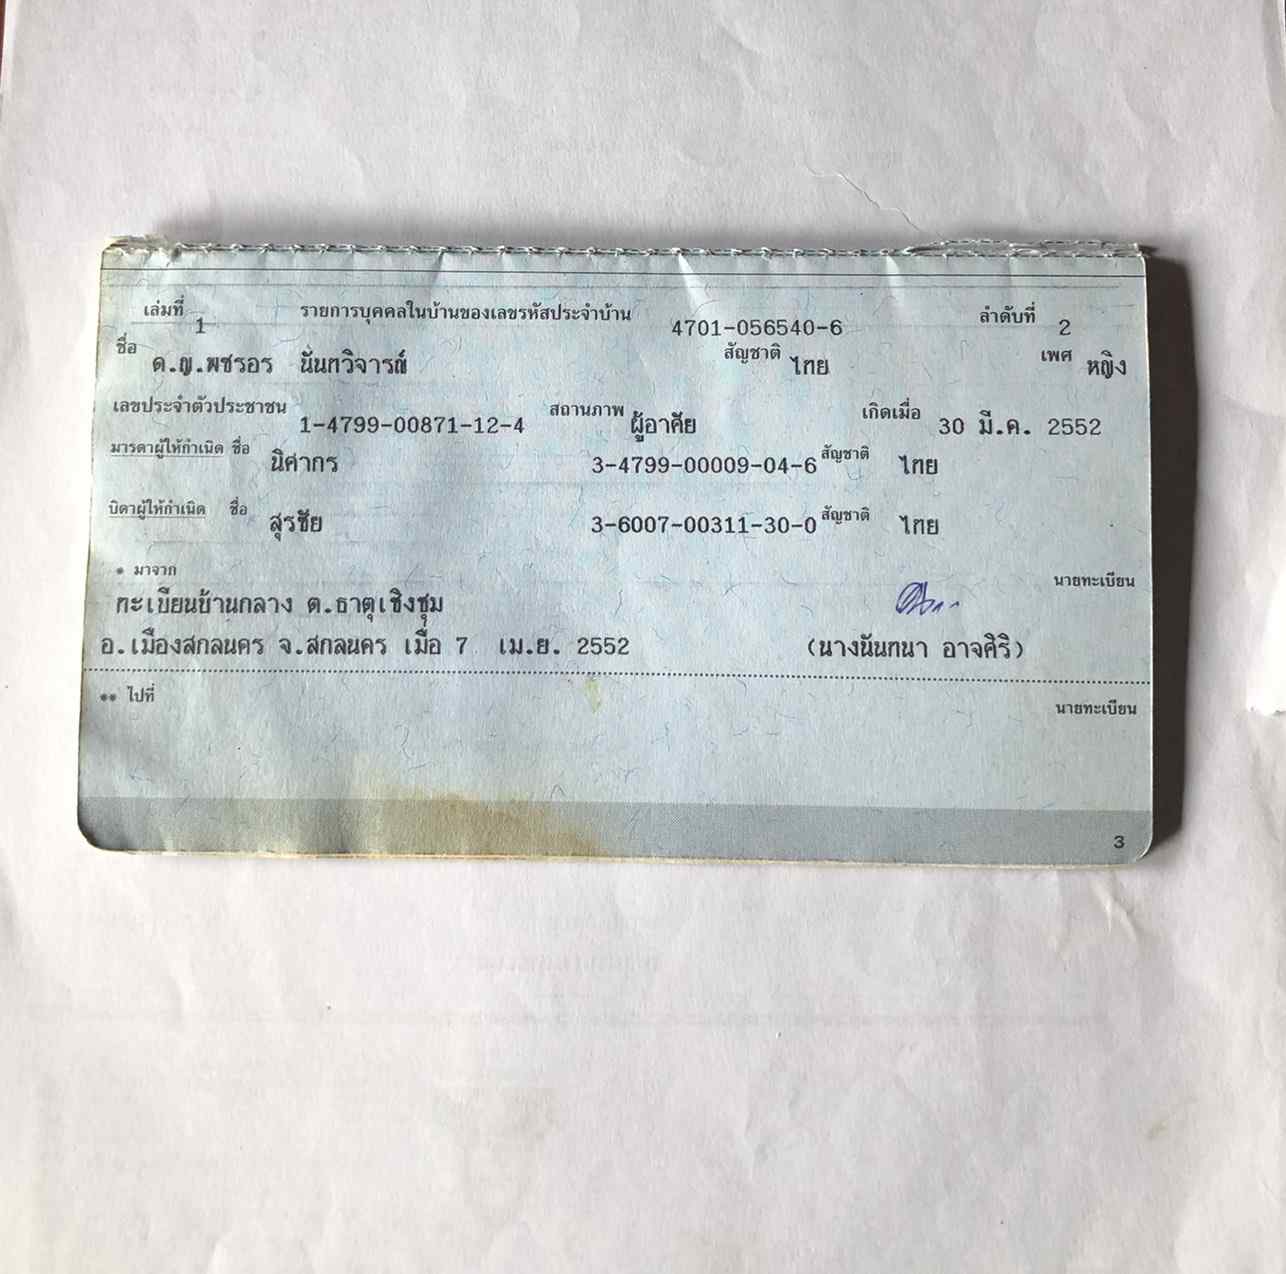 เล่มที่ 1 รายการบุคคลในบ้านของเลขรหัสประจำบ้าน 4701-056540-6 ลำดับที่ 2
ชื่อ ด.ญ.พชรอร นันทวิจารณ์ สัญชาติ ไทย เพศ หญิง
เลขประจำตัวประชาชน 1-4799-00871-12-4 สถานภาพ ผู้อาศัย เกิดเมื่อ 30 มี.ค. 2552
มารดาผู้ให้กำเนิด ชื่อ นิศากร 3-4799-00009-04-6 สัญชาติ ไทย
บิดาผู้ให้กำเนิด ชื่อ สุรชัย 3-6007-00311-30-0 สัญชาติ ไทย
* มาจาก นายทะเบียน
ทะเบียนบ้านกลาง ต.ธาตุเชิงชุม
อ.เมืองสกลนคร จ.สกลนคร เมื่อ 7 เม.ย. 2552 (นางนันทนา อาจศิริ)
** ไปที่ นายทะเบียน
3